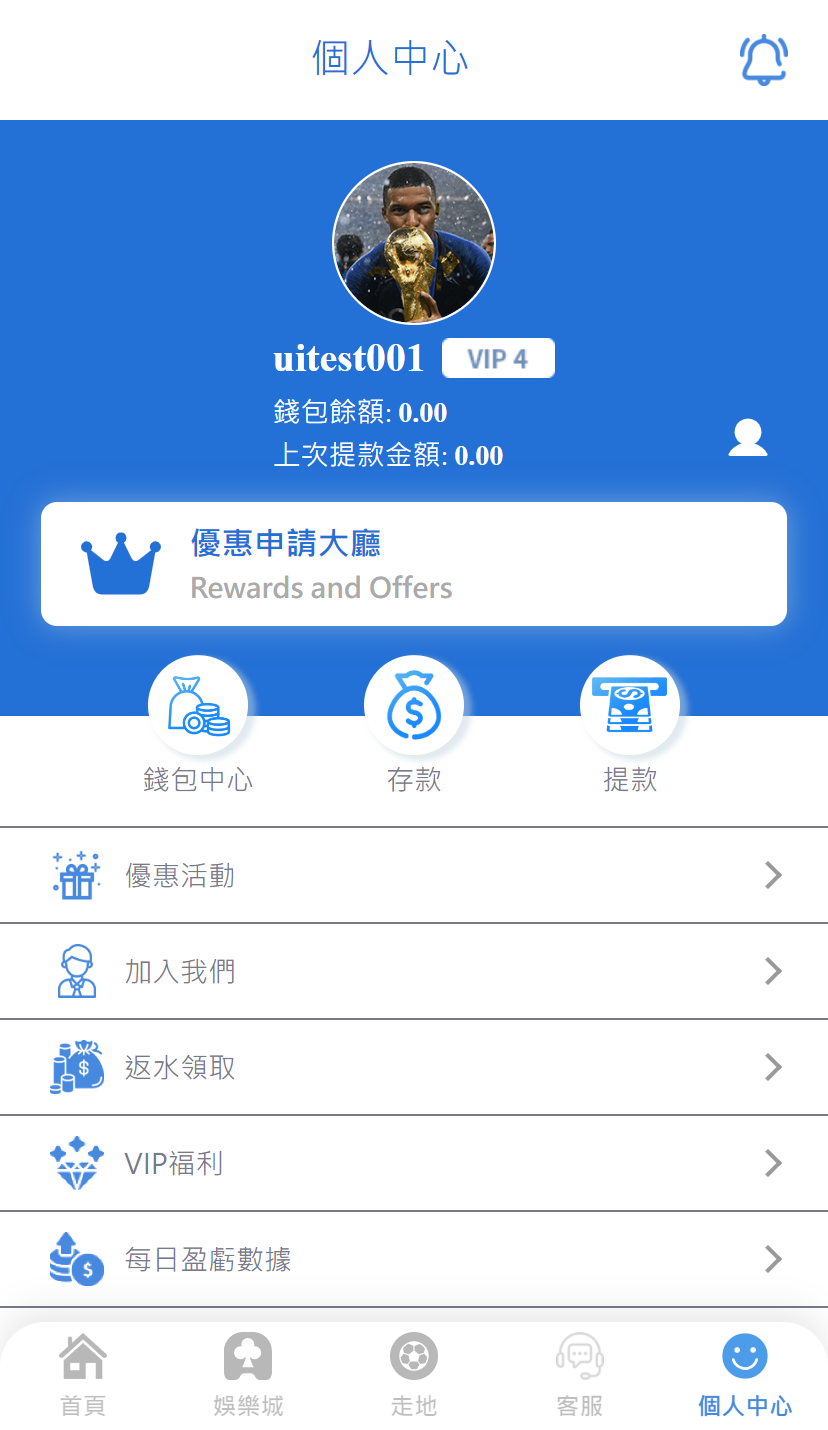 個人中心
uitest001 VIP 4
錢包餘額: 0.00
上次提款金額: 0.00
優惠申請大廳
Rewards and Offers
錢包中心 存款 提款
優惠活動
加入我們
返水領取
VIP福利
每日盈虧數據
首頁 娛樂城 走地 客服 個人中心